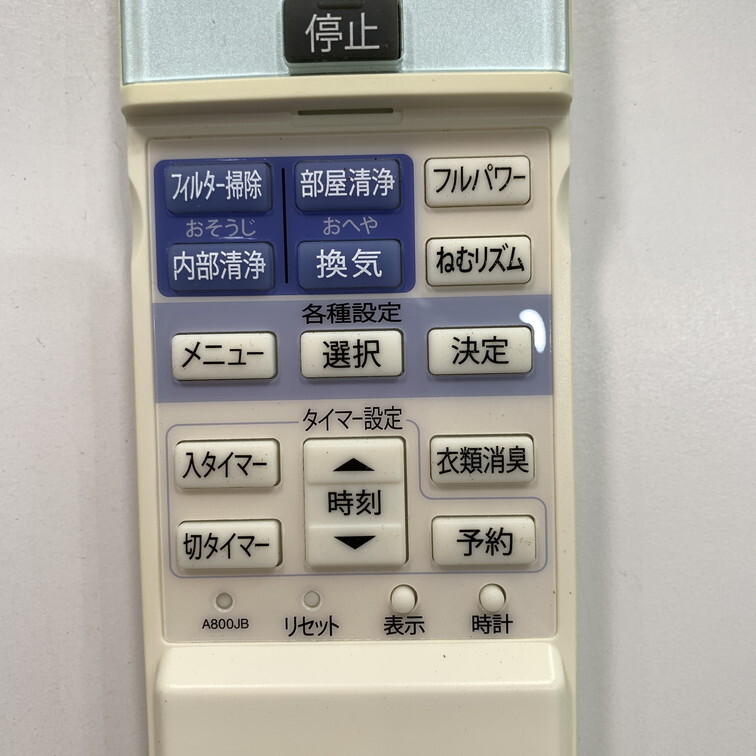 停止
フィルター掃除
部屋清浄
フルパワー
おそうじ
おへや
内部清浄
換気
ねむリズム
各種設定
メニュー
選択
決定
タイマー設定
入タイマー
時刻
衣類消臭
切タイマー
予約
A800JB
リセット
表示
時計